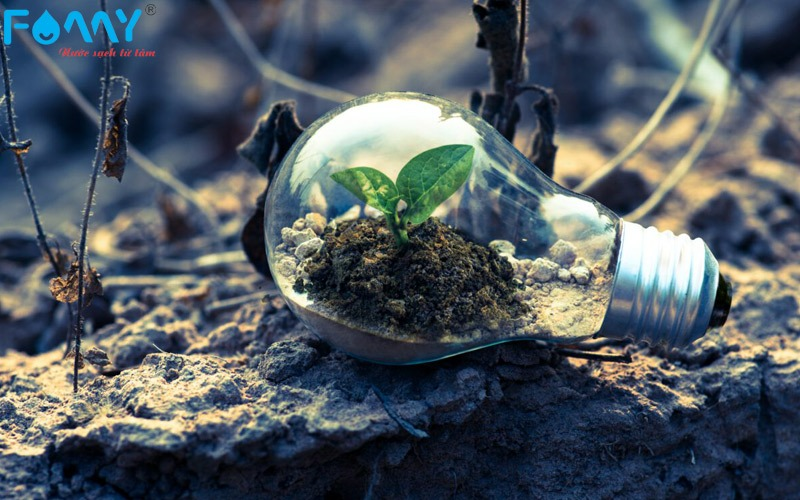 FAMY®
Nước sạch từ tâm